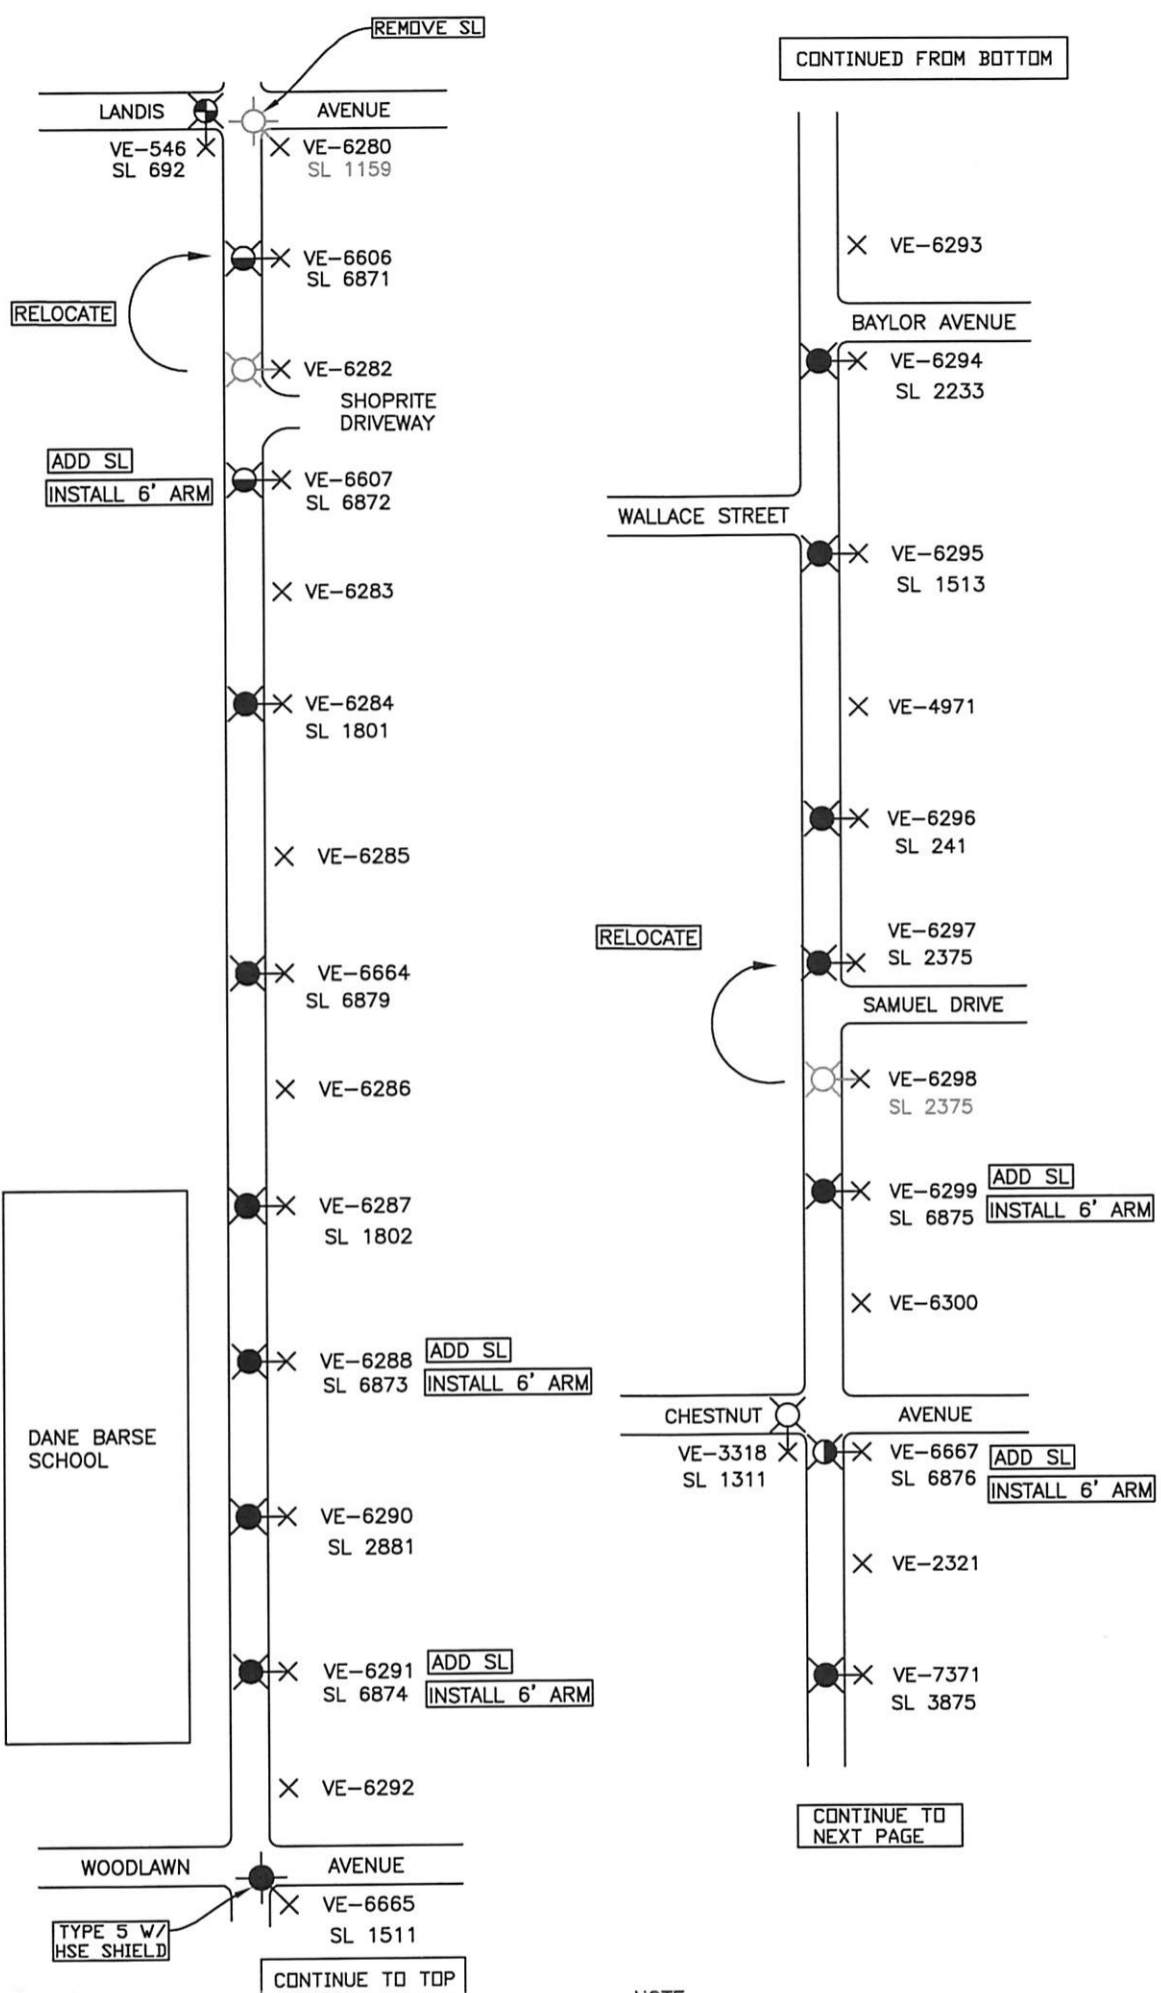 REMOVE SL
LANDIS
AVENUE
VE-546
SL 692
VE-6280
SL 1159
VE-6606
SL 6871
RELOCATE
VE-6282
SHOPRITE
DRIVEWAY
ADD SL
INSTALL 6' ARM
VE-6607
SL 6872
VE-6283
VE-6284
SL 1801
VE-6285
VE-6664
SL 6879
VE-6286
VE-6287
SL 1802
VE-6288
SL 6873
ADD SL
INSTALL 6' ARM
DANE BARSE
SCHOOL
VE-6290
SL 2881
VE-6291
SL 6874
ADD SL
INSTALL 6' ARM
VE-6292
WOODLAWN
AVENUE
VE-6665
SL 1511
TYPE 5 W/
HSE SHIELD
CONTINUE TO TOP
CONTINUED FROM BOTTOM
VE-6293
BAYLOR AVENUE
VE-6294
SL 2233
WALLACE STREET
VE-6295
SL 1513
VE-4971
VE-6296
SL 241
RELOCATE
VE-6297
SL 2375
SAMUEL DRIVE
VE-6298
SL 2375
VE-6299
SL 6875
ADD SL
INSTALL 6' ARM
VE-6300
CHESTNUT
AVENUE
VE-3318
SL 1311
VE-6667
SL 6876
ADD SL
INSTALL 6' ARM
VE-2321
VE-7371
SL 3875
CONTINUE TO
NEXT PAGE